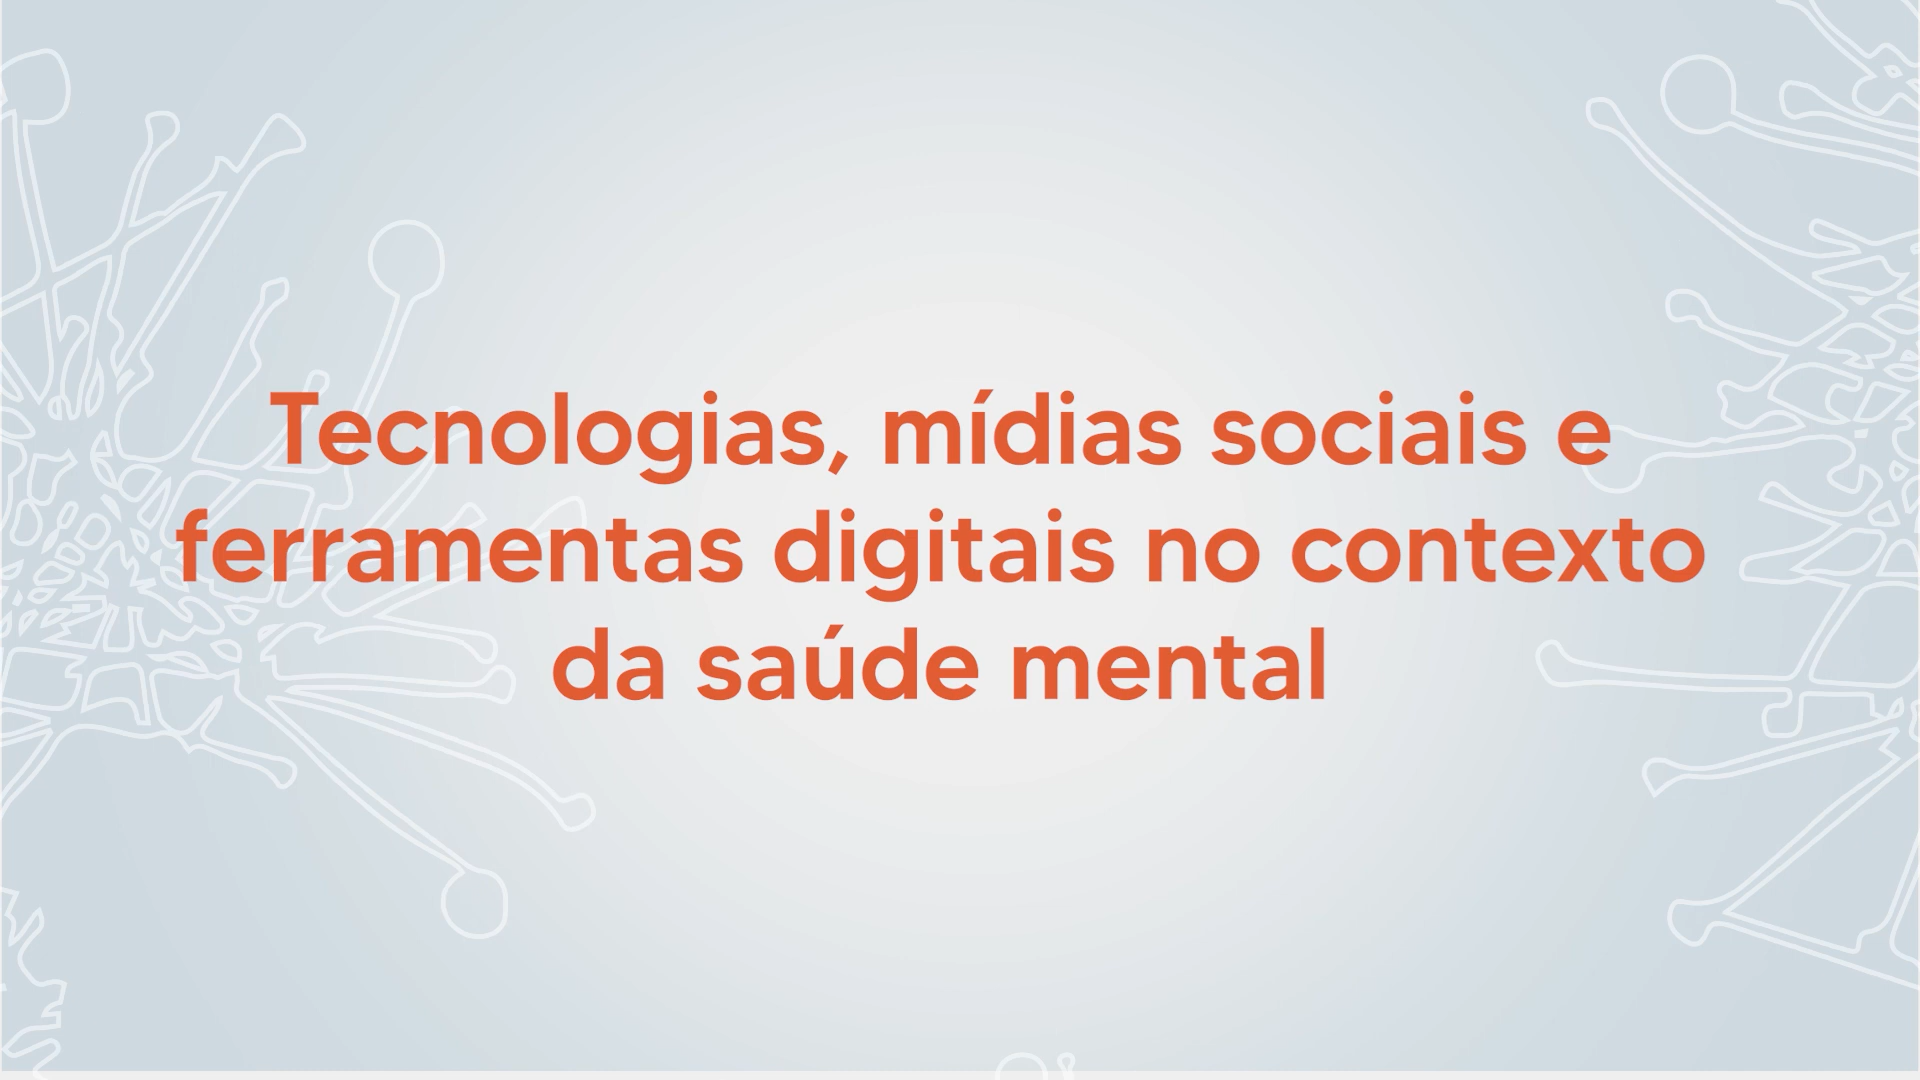 Tecnologias, mídias sociais e
ferramentas digitais no contexto
da saúde mental